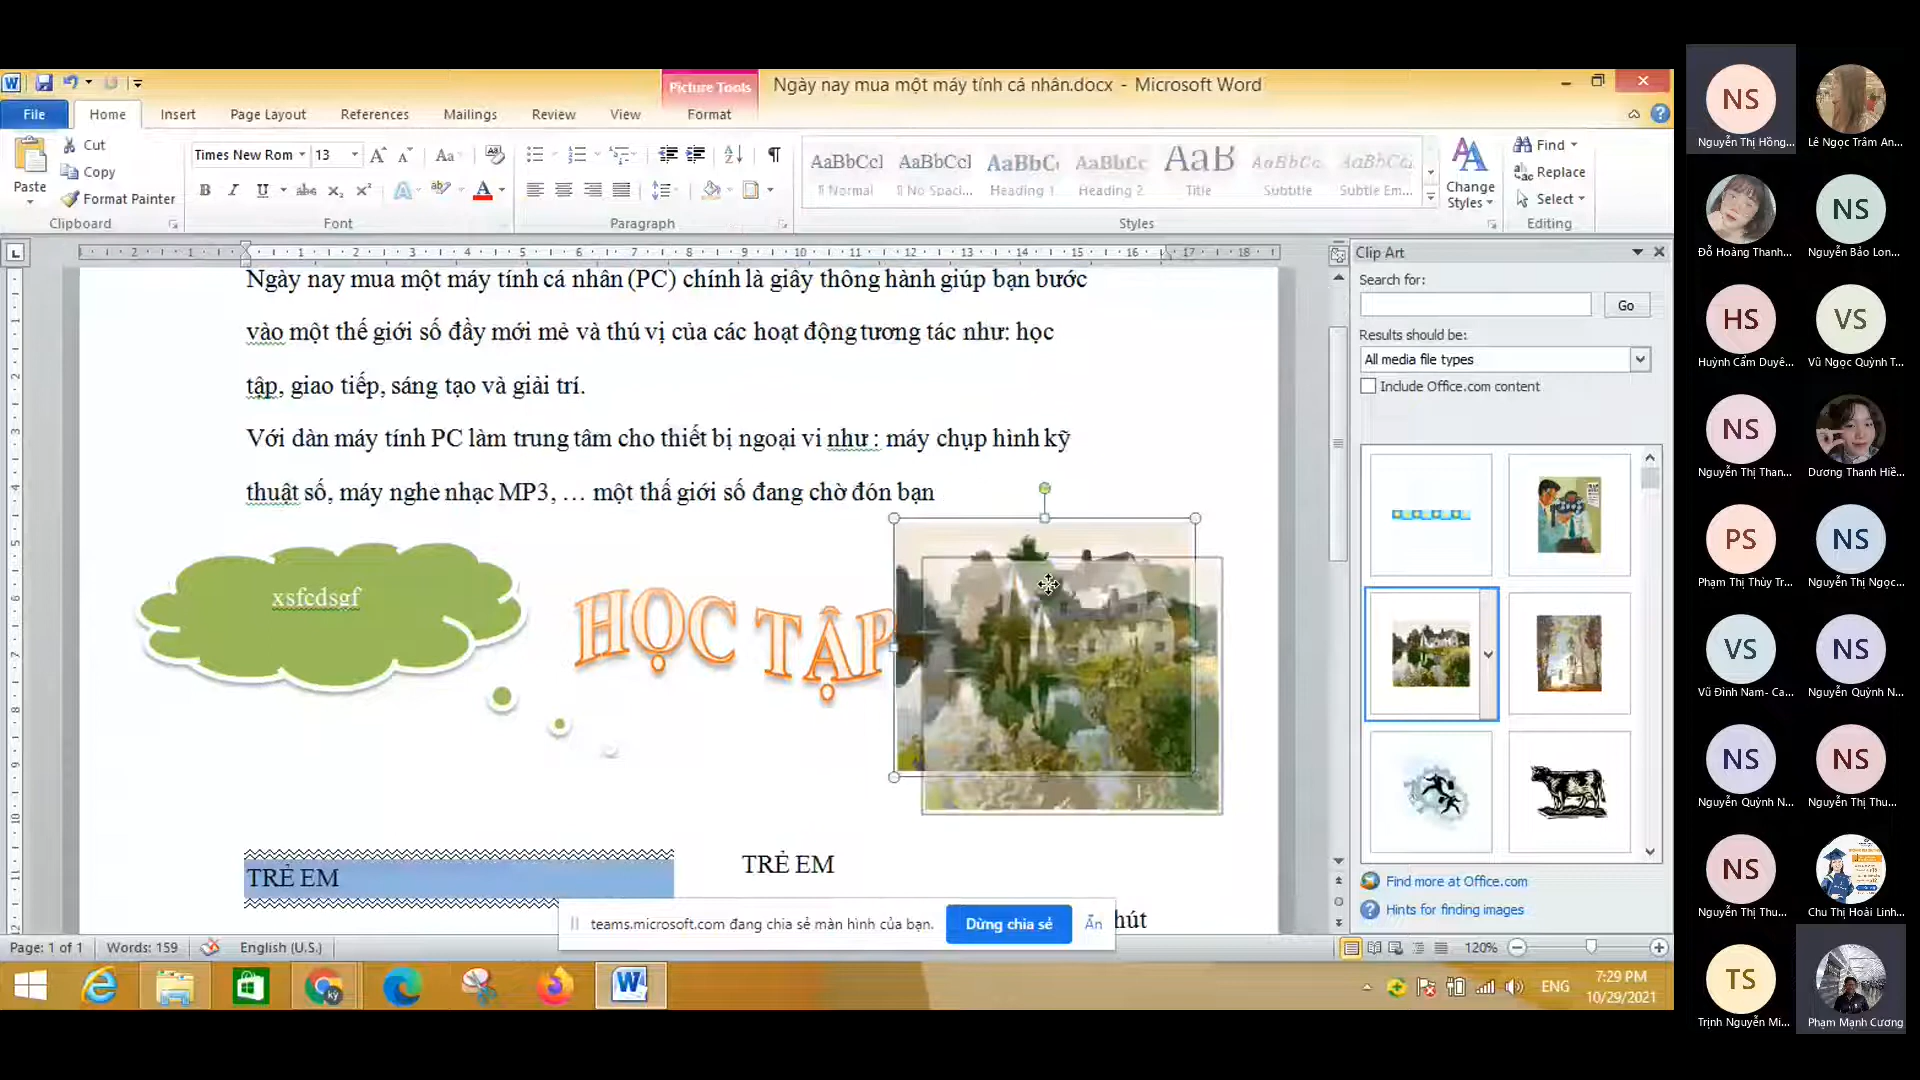 Picture Tools
Ngày nay mua một máy tính cá nhân.docx - Microsoft Word
File
Home
Insert
Page Layout
References
Mailings
Review
View
Format
Paste
Cut
Copy
Format Painter
Clipboard
Times New Rom
13
Font
Paragraph
AaBbCcI
¶ Normal
AaBbCcI
¶ No Spaci...
AaBbC
Heading 1
AaBbCc
Heading 2
AaB
Title
AaBbCc.
Subtitle
AaBbCc.
Subtle Em...
Change
Styles
Styles
Find
Replace
Select
Editing
Ngày nay mua một máy tính cá nhân (PC) chính là giây thông hành giúp bạn bước
vào một thế giới số đầy mới mẻ và thú vị của các hoạt động tương tác như: học
tập, giao tiếp, sáng tạo và giải trí.
Với dàn máy tính PC làm trung tâm cho thiết bị ngoại vi như : máy chụp hình kỹ
thuật số, máy nghe nhạc MP3, … một thấ giới số đang chờ đón bạn
xsfcdsgf
HỌC TẬP
TRẺ EM
TRẺ EM
hút
Clip Art
Search for:
Go
Results should be:
All media file types
Include Office.com content
Find more at Office.com
Hints for finding images
teams.microsoft.com đang chia sẻ màn hình của bạn.
Dừng chia sẻ
Ẩn
Page: 1 of 1
Words: 159
English (U.S.)
120%
ENG
7:29 PM
10/29/2021
NS
Nguyễn Thị Hồng...
Lê Ngọc Trâm An...
Đỗ Hoàng Thanh...
NS
Nguyễn Bảo Lon...
HS
Huỳnh Cẩm Duyê...
VS
Vũ Ngọc Quỳnh T...
NS
Nguyễn Thị Than...
Dương Thanh Hiề...
PS
Phạm Thị Thùy Tr...
NS
Nguyễn Thị Ngọc...
VS
Vũ Đình Nam- Ca...
NS
Nguyễn Quỳnh N...
NS
Nguyễn Quỳnh N...
NS
Nguyễn Thị Thu...
NS
Nguyễn Thị Thu...
Chu Thị Hoài Linh...
TS
Trịnh Nguyễn Mi...
Phạm Mạnh Cương